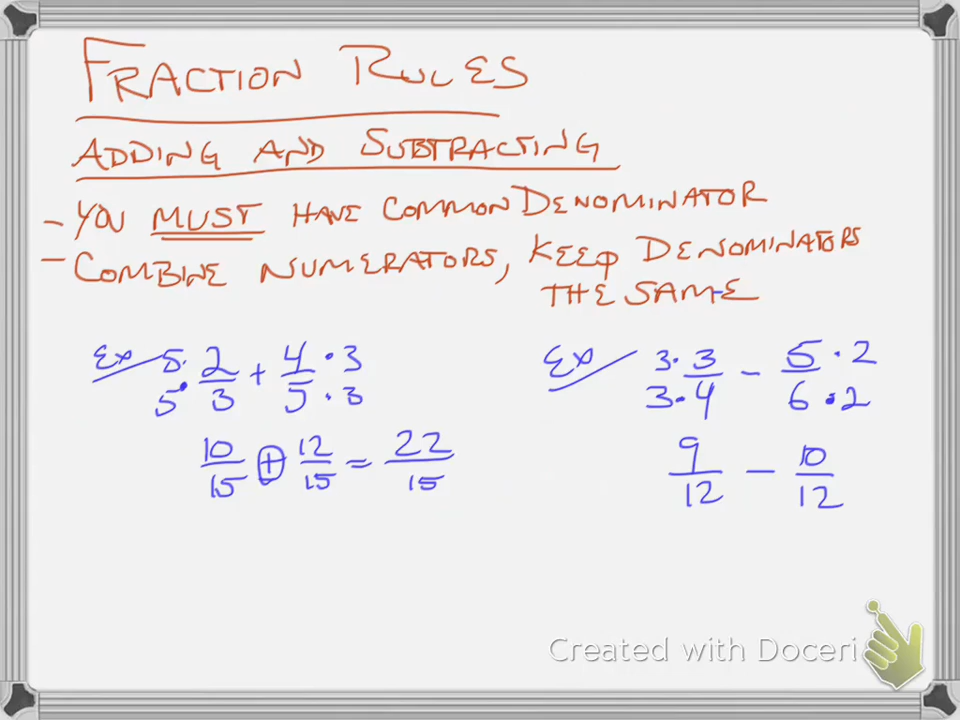 FRACTION RULES
ADDING AND SUBTRACTING
- YOU MUST HAVE COMMON DENOMINATOR
- COMBINE NUMERATORS, KEEP DENOMINATORS
THE SAME
Ex 5·2/5·3 + 4·3/5·3
10/15 + 12/15 = 22/15
Ex 3·3/3·4 - 5·2/6·2
9/12 - 10/12
Created with Doceri